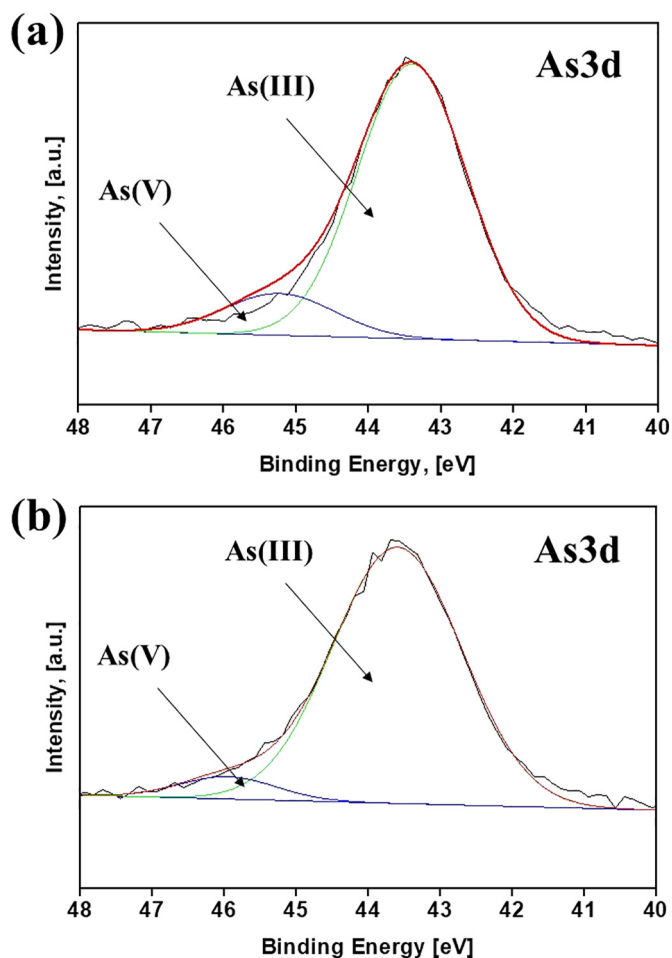 (a)
As3d
As(III)
As(V)
Intensity, [a.u.]
48 47 46 45 44 43 42 41 40
Binding Energy, [eV]
(b)
As3d
As(III)
As(V)
Intensity, [a.u.]
48 47 46 45 44 43 42 41 40
Binding Energy [eV]